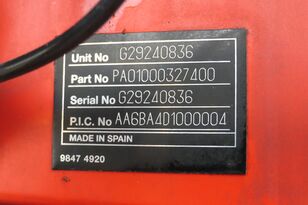 Unit No G29240836
Part No PA01000327400
Serial No G29240836
P.I.C. No AA6BA4D1000004
MADE IN SPAIN
9847 4920